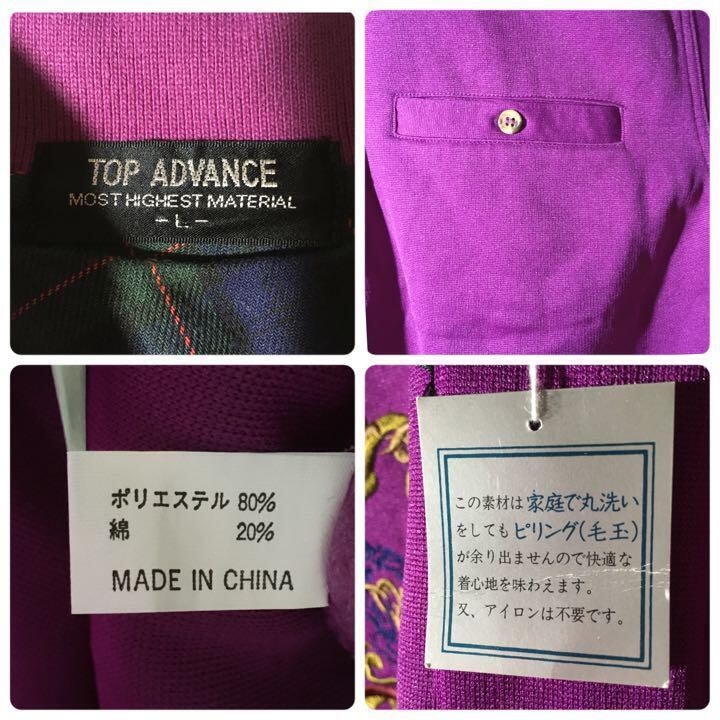 TOP ADVANCE
MOST HIGHEST MATERIAL
-L-
ポリエステル 80%
綿 20%
MADE IN CHINA
この素材は家庭で丸洗い
をしてもピリング(毛玉)
が余り出ませんので快適な
着心地を味わえます。
又、アイロンは不要です。